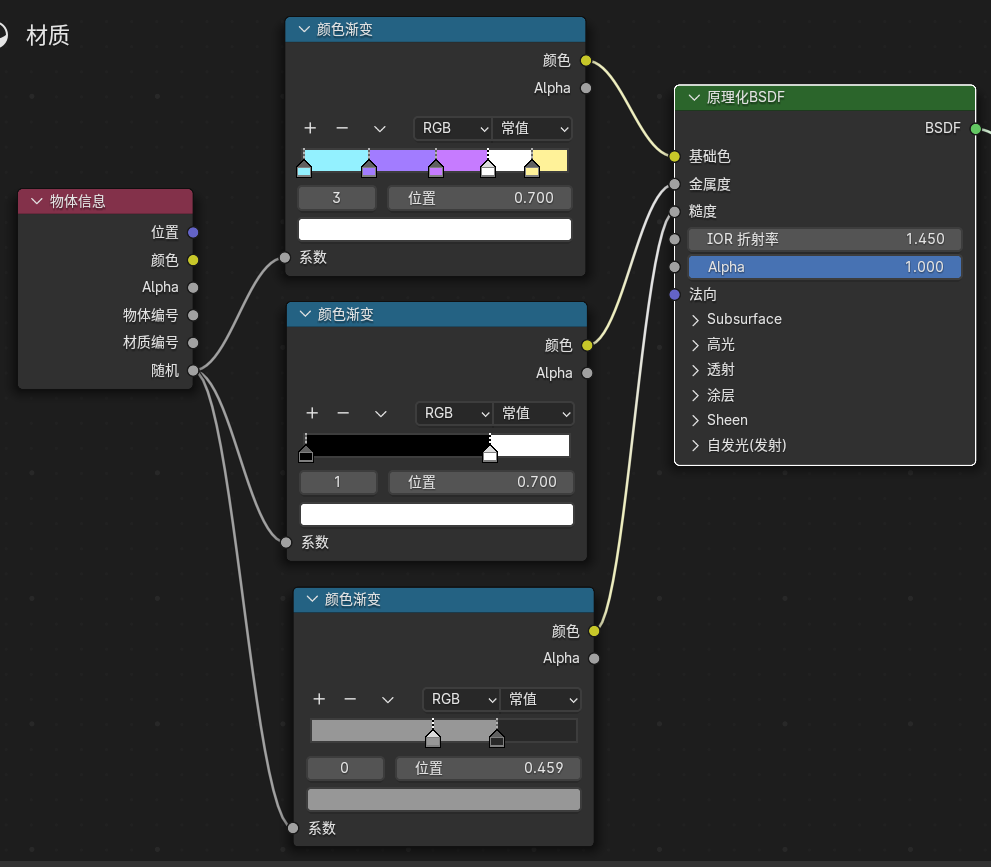 材质
物体信息
位置
颜色
Alpha
物体编号
材质编号
随机
颜色渐变
颜色
Alpha
RGB 常值
3 位置 0.700
系数
颜色渐变
颜色
Alpha
RGB 常值
1 位置 0.700
系数
颜色渐变
颜色
Alpha
RGB 常值
0 位置 0.459
系数
原理化BSDF
BSDF
基础色
金属度
糙度
IOR 折射率 1.450
Alpha 1.000
法向
Subsurface
高光
透射
涂层
Sheen
自发光(发射)